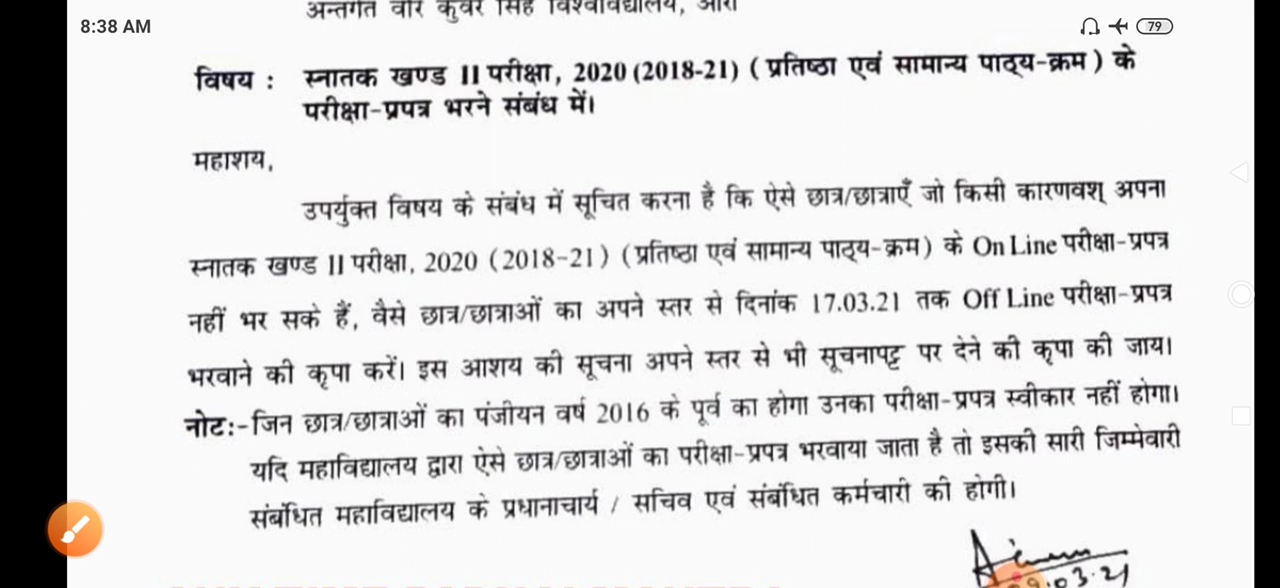 8:38 AM
79
अन्तर्गत वीर कुंवर सिंह विश्वविद्यालय, आरा
विषय : स्नातक खण्ड II परीक्षा, 2020 (2018-21) ( प्रतिष्ठा एवं सामान्य पाठ्य-क्रम ) के
परीक्षा-प्रपत्र भरने संबंध में।
महाशय,
उपर्युक्त विषय के संबंध में सूचित करना है कि ऐसे छात्र/छात्राएँ जो किसी कारणवश् अपना
स्नातक खण्ड II परीक्षा, 2020 (2018-21) (प्रतिष्ठा एवं सामान्य पाठ्य-क्रम) के On Line परीक्षा-प्रपत्र
नहीं भर सके हैं, वैसे छात्र/छात्राओं का अपने स्तर से दिनांक 17.03.21 तक Off Line परीक्षा-प्रपत्र
भरवाने की कृपा करें। इस आशय की सूचना अपने स्तर से भी सूचनापट्ट पर देने की कृपा की जाय।
नोटः-जिन छात्र/छात्राओं का पंजीयन वर्ष 2016 के पूर्व का होगा उनका परीक्षा-प्रपत्र स्वीकार नहीं होगा।
यदि महाविद्यालय द्वारा ऐसे छात्र/छात्राओं का परीक्षा-प्रपत्र भरवाया जाता है तो इसकी सारी जिम्मेवारी
संबंधित महाविद्यालय के प्रधानाचार्य / सचिव एवं संबंधित कर्मचारी की होगी।